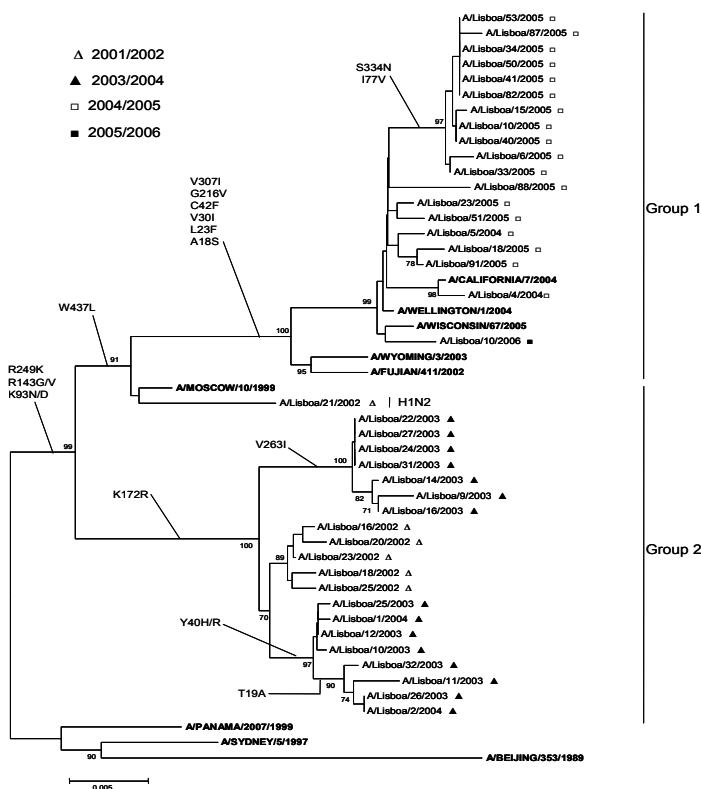 2001/2002
2003/2004
2004/2005
2005/2006
A/Lisboa/53/2005
A/Lisboa/87/2005
A/Lisboa/34/2005
A/Lisboa/50/2005
A/Lisboa/41/2005
A/Lisboa/82/2005
S334N
I77V
97
A/Lisboa/15/2005
A/Lisboa/10/2005
A/Lisboa/40/2005
A/Lisboa/6/2005
A/Lisboa/33/2005
A/Lisboa/88/2005
V307I
G216V
C42F
V30I
L23F
A18S
Group 1
A/Lisboa/23/2005
A/Lisboa/51/2005
A/Lisboa/5/2004
A/Lisboa/18/2005
78
A/Lisboa/91/2005
A/CALIFORNIA/7/2004
98
A/Lisboa/4/2004
99
A/WELLINGTON/1/2004
W437L
100
A/WISCONSIN/67/2005
A/Lisboa/10/2006
91
A/WYOMING/3/2003
95
A/FUJIAN/411/2002
R249K
R143G/V
K93N/D
A/MOSCOW/10/1999
A/Lisboa/21/2002 | H1N2
99
A/Lisboa/22/2003
A/Lisboa/27/2003
V263I
A/Lisboa/24/2003
100
A/Lisboa/31/2003
A/Lisboa/14/2003
82
A/Lisboa/9/2003
71
A/Lisboa/16/2003
K172R
100
A/Lisboa/16/2002
A/Lisboa/20/2002
89
A/Lisboa/23/2002
Group 2
A/Lisboa/18/2002
A/Lisboa/25/2002
70
A/Lisboa/25/2003
Y40H/R
A/Lisboa/1/2004
A/Lisboa/12/2003
A/Lisboa/10/2003
97
A/Lisboa/32/2003
90
A/Lisboa/11/2003
T19A
74
A/Lisboa/26/2003
A/Lisboa/2/2004
A/PANAMA/2007/1999
A/SYDNEY/5/1997
90
A/BEIJING/353/1989
0.005